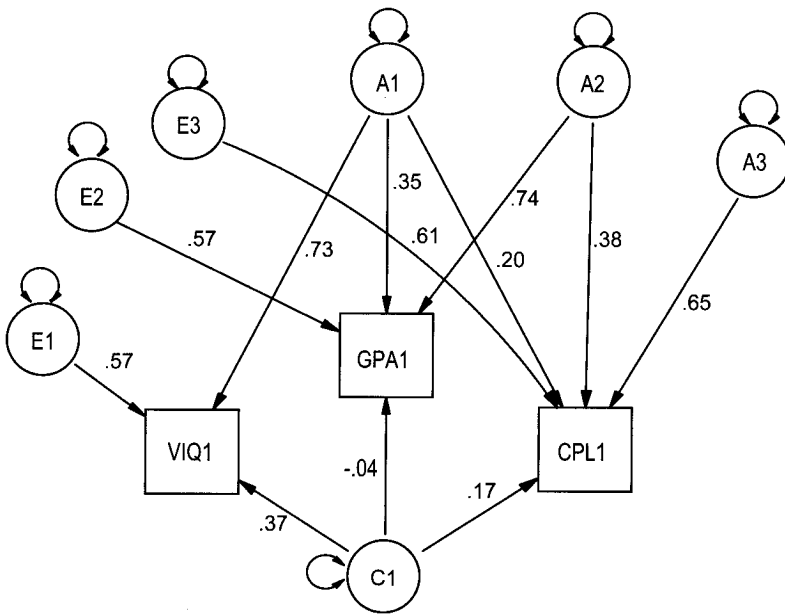 A1
A2
E3
A3
E2
.35
.74
.57
.73
.61
.20
.38
.65
E1
.57
GPA1
VIQ1
CPL1
-.04
.37
.17
C1